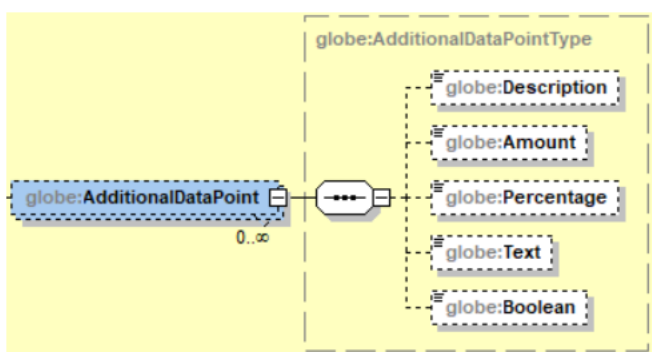 globe:AdditionalDataPointType
globe:Description
globe:Amount
globe:AdditionalDataPoint
globe:Percentage
0..∞
globe:Text
globe:Boolean